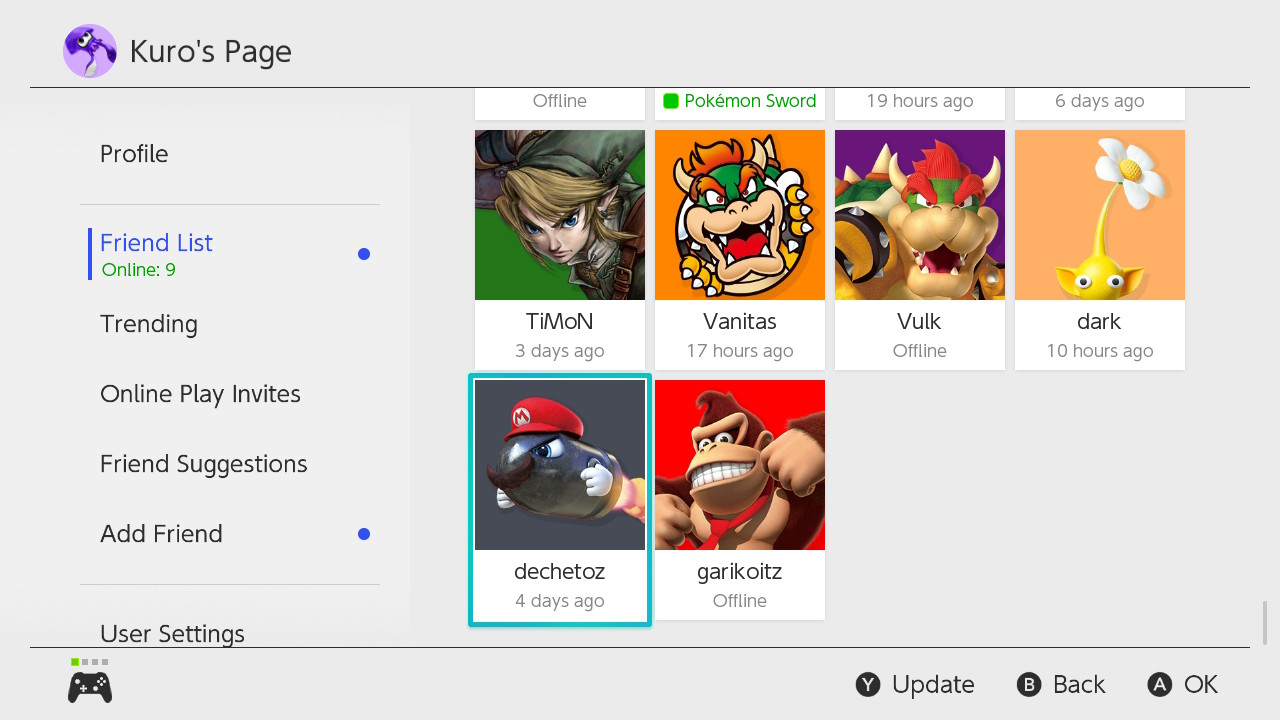 Kuro's Page
Profile
Friend List
Online: 9
Trending
Online Play Invites
Friend Suggestions
Add Friend
User Settings
Offline
Pokémon Sword
19 hours ago
6 days ago
TiMoN
3 days ago
Vanitas
17 hours ago
Vulk
Offline
dark
10 hours ago
M
dechetoz
4 days ago
garikoitz
Offline
Y Update
B Back
A OK